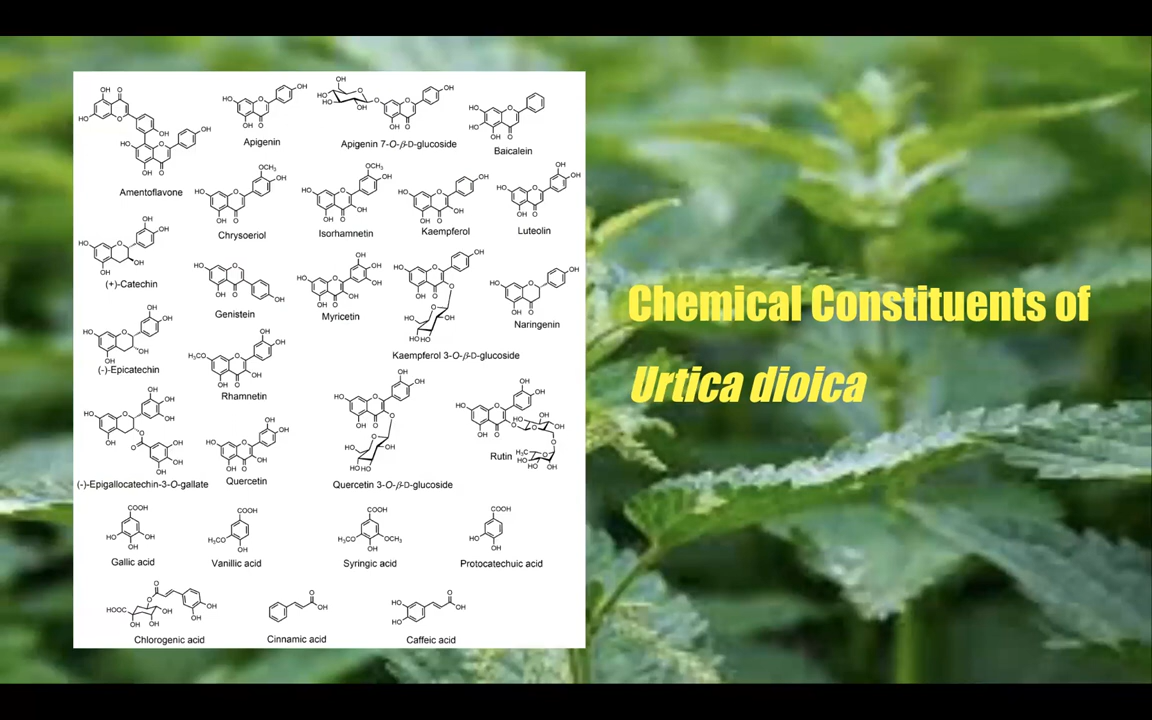 Amentoflavone
Apigenin
Apigenin 7-O-β-D-glucoside
Baicalein
Chrysoeriol
Isorhamnetin
Kaempferol
Luteolin
(+)-Catechin
Genistein
Myricetin
Kaempferol 3-O-β-D-glucoside
Naringenin
(-)-Epicatechin
Rhamnetin
(-)-Epigallocatechin-3-O-gallate
Quercetin
Quercetin 3-O-β-D-glucoside
Rutin
Gallic acid
Vanillic acid
Syringic acid
Protocatechuic acid
Chlorogenic acid
Cinnamic acid
Caffeic acid
Chemical Constituents of
Urtica dioica